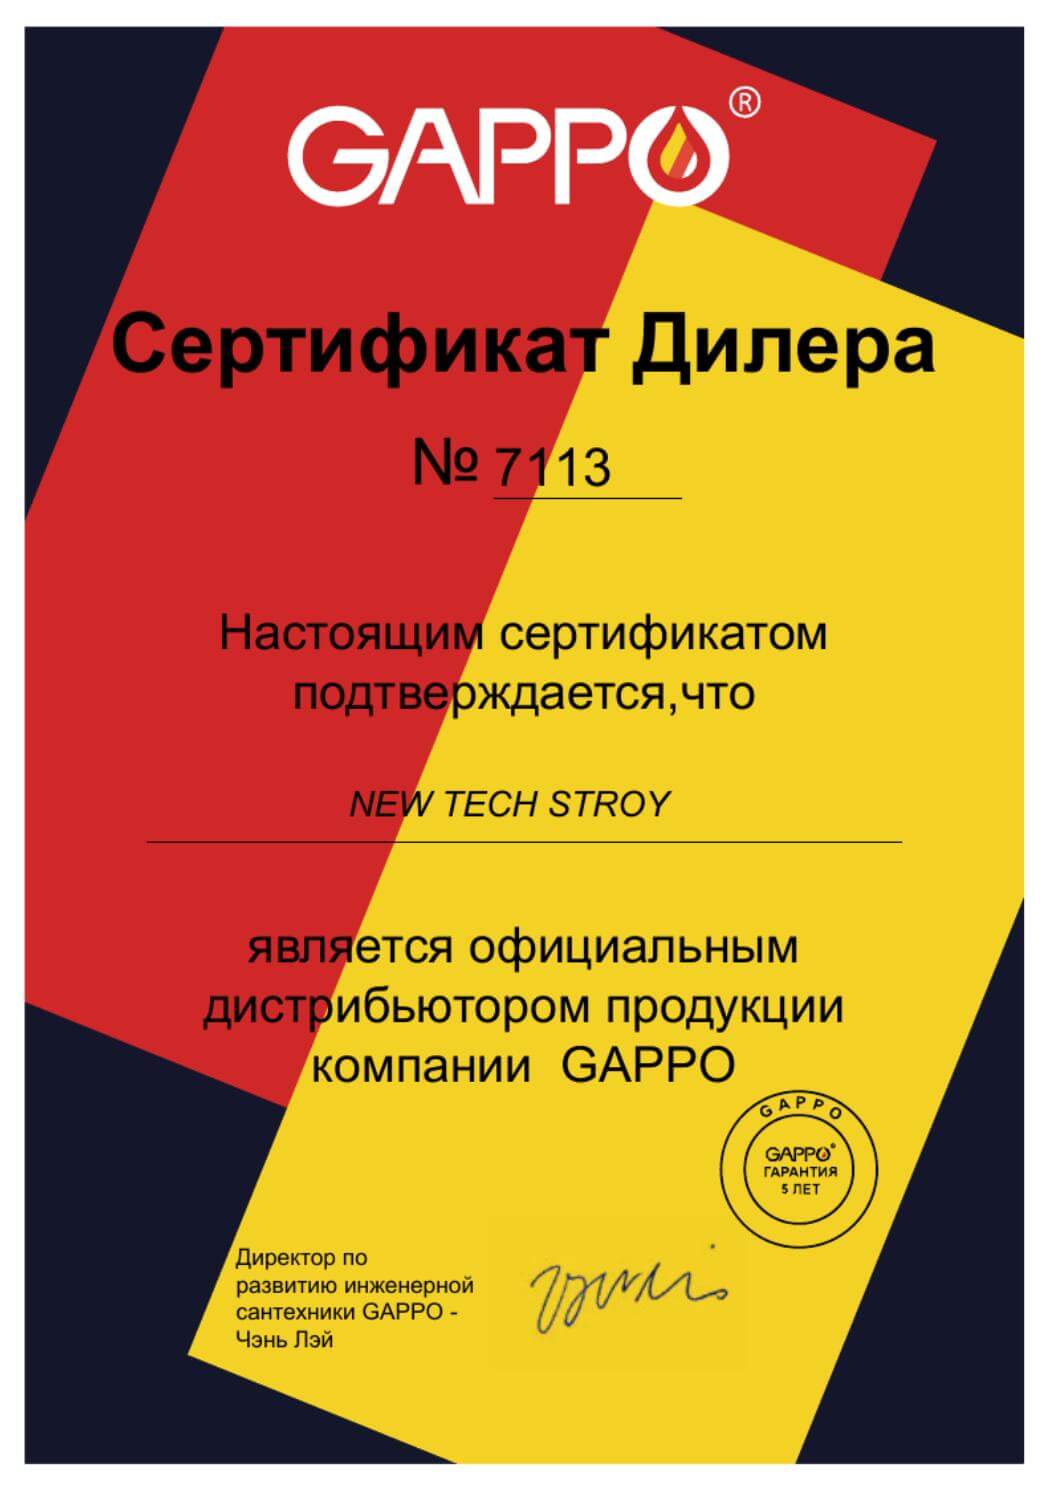 GAPPO®
Сертификат Дилера
№ 7113
Настоящим сертификатом
подтверждается,что
NEW TECH STROY
является официальным
дистрибьютором продукции
компании GAPPO
GAPPO
GAPPO®
ГАРАНТИЯ
5 ЛЕТ
Директор по
развитию инженерной
сантехники GAPPO -
Чэнь Лэй